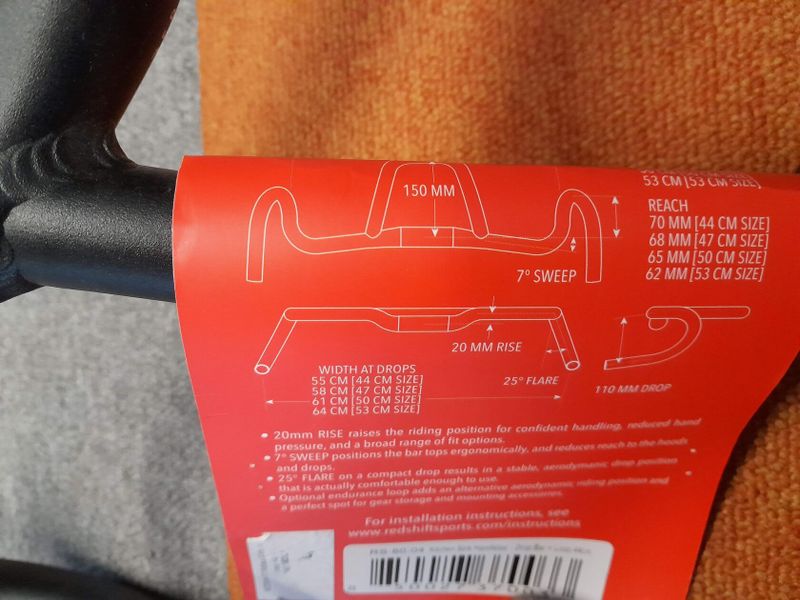 150 MM
53 CM [53 CM SIZE]
REACH
70 MM [44 CM SIZE]
68 MM [47 CM SIZE]
65 MM [50 CM SIZE]
62 MM [53 CM SIZE]
7° SWEEP
20 MM RISE
25° FLARE
110 MM DROP
WIDTH AT DROPS
55 CM [44 CM SIZE]
58 CM [47 CM SIZE]
61 CM [50 CM SIZE]
64 CM [53 CM SIZE]
• 20mm RISE raises the riding position for confident handling, reduced hand
pressure, and a broad range of fit options.
• 7° SWEEP positions the bar tops ergonomically, and reduces reach to the hoods
and drops.
• 25° FLARE on a compact drop results in a stable, aerodynamic drop position
that is actually comfortable enough to use.
• Optional endurance loop adds an alternative aerodynamic riding position and
a perfect spot for gear storage and mounting accessories.
For installation instructions, see
www.redshiftsports.com/instructions